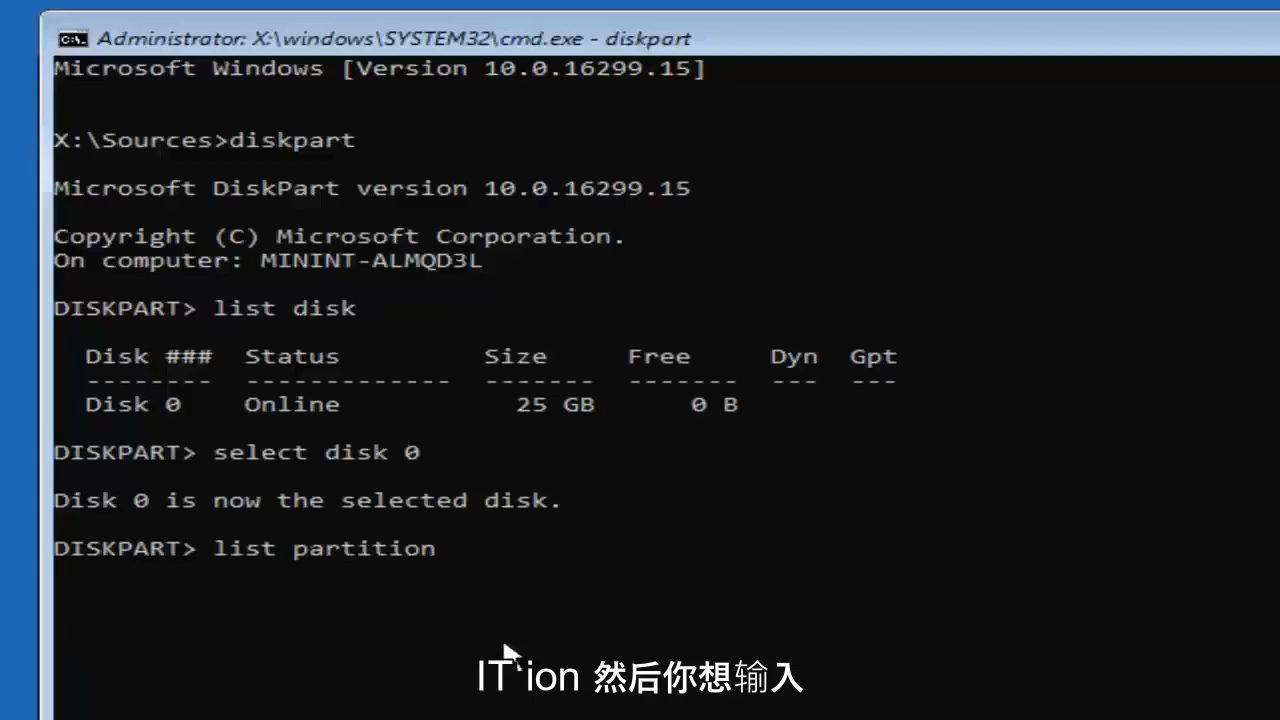 Administrator: X:\windows\SYSTEM32\cmd.exe - diskpart
Microsoft Windows [Version 10.0.16299.15]
X:\Sources>diskpart
Microsoft DiskPart version 10.0.16299.15
Copyright (C) Microsoft Corporation.
On computer: MININT-ALMQD3L
DISKPART> list disk
Disk ### Status Size Free Dyn Gpt
-------- ------------- ------- ------- --- ---
Disk 0 Online 25 GB 0 B
DISKPART> select disk 0
Disk 0 is now the selected disk.
DISKPART> list partition
IT ion 然后你想输入